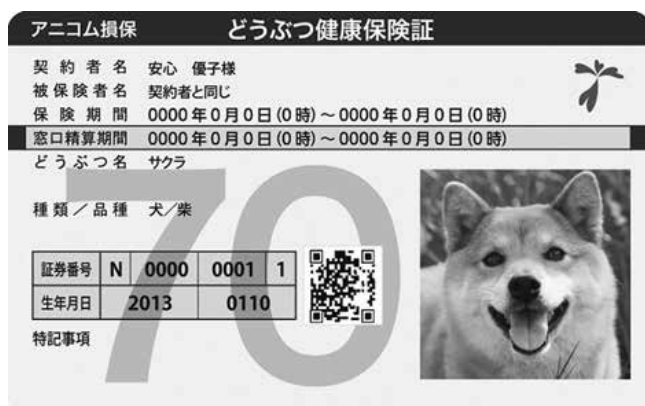 アニコム損保 どうぶつ健康保険証
契約者名 安心 優子様
被保険者名 契約者と同じ
保険期間 0000年0月0日(0時)～0000年0月0日(0時)
窓口精算期間 0000年0月0日(0時)～0000年0月0日(0時)
どうぶつ名 サクラ
種類／品種 犬／柴
70
証券番号 N 0000 0001 1
生年月日 2013 0110
特記事項